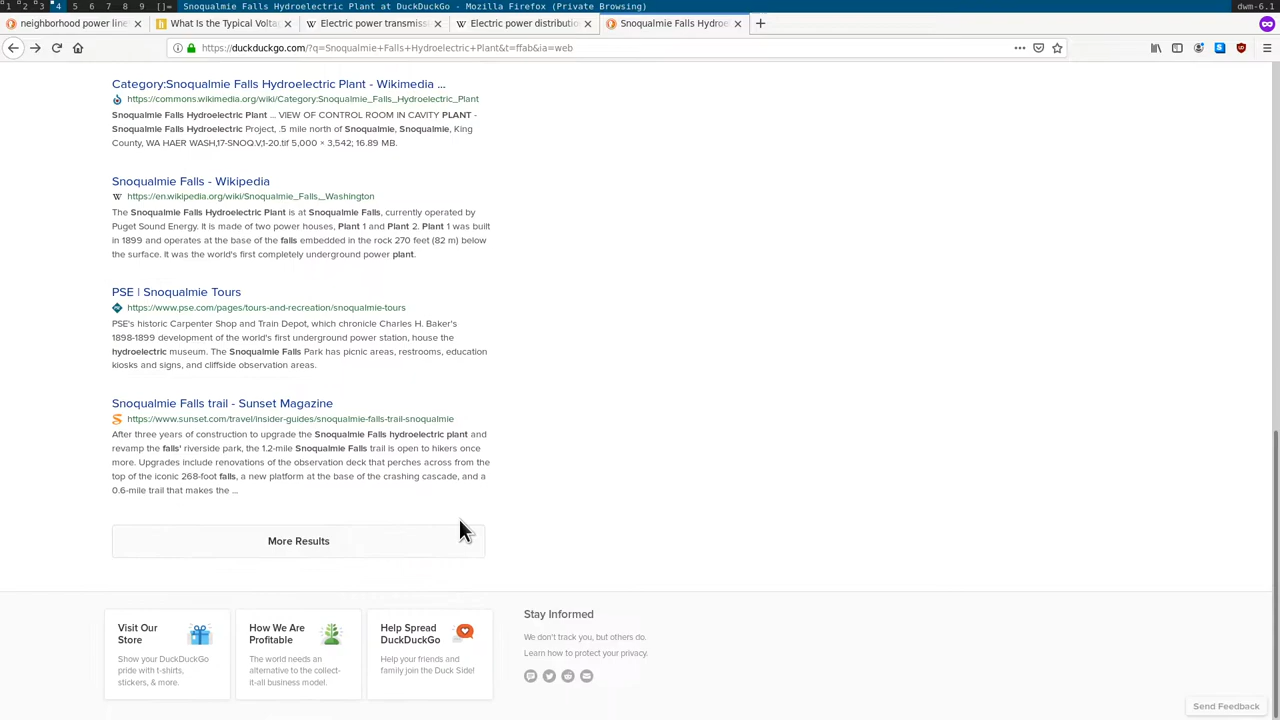 1 2 3 4 5 6 7 8 9 []= Snoqualmie Falls Hydroelectric Plant at DuckDuckGo - Mozilla Firefox (Private Browsing) dwm-6.1
neighborhood power line What Is the Typical Volta Electric power transmiss Electric power distributio Snoqualmie Falls Hydroe
https://duckduckgo.com/?q=Snoqualmie+Falls+Hydroelectric+Plant&t=ffab&ia=web
Category:Snoqualmie Falls Hydroelectric Plant - Wikimedia ...
https://commons.wikimedia.org/wiki/Category:Snoqualmie_Falls_Hydroelectric_Plant
Snoqualmie Falls Hydroelectric Plant ... VIEW OF CONTROL ROOM IN CAVITY PLANT -
Snoqualmie Falls Hydroelectric Project, .5 mile north of Snoqualmie, Snoqualmie, King
County, WA HAER WASH,17-SNOQ.V,1-20.tif 5,000 × 3,542; 16.89 MB.
Snoqualmie Falls - Wikipedia
W https://en.wikipedia.org/wiki/Snoqualmie_Falls,_Washington
The Snoqualmie Falls Hydroelectric Plant is at Snoqualmie Falls, currently operated by
Puget Sound Energy. It is made of two power houses, Plant 1 and Plant 2. Plant 1 was built
in 1899 and operates at the base of the falls embedded in the rock 270 feet (82 m) below
the surface. It was the world's first completely underground power plant.
PSE | Snoqualmie Tours
https://www.pse.com/pages/tours-and-recreation/snoqualmie-tours
PSE's historic Carpenter Shop and Train Depot, which chronicle Charles H. Baker's
1898-1899 development of the world's first underground power station, house the
hydroelectric museum. The Snoqualmie Falls Park has picnic areas, restrooms, education
kiosks and signs, and cliffside observation areas.
Snoqualmie Falls trail - Sunset Magazine
https://www.sunset.com/travel/insider-guides/snoqualmie-falls-trail-snoqualmie
After three years of construction to upgrade the Snoqualmie Falls hydroelectric plant and
revamp the falls' riverside park, the 1.2-mile Snoqualmie Falls trail is open to hikers once
more. Upgrades include renovations of the observation deck that perches across from the
top of the iconic 268-foot falls, a new platform at the base of the crashing cascade, and a
0.6-mile trail that makes the ...
More Results
Visit Our
Store
Show your DuckDuckGo
pride with t-shirts,
stickers, & more.
How We Are
Profitable
The world needs an
alternative to the collect-
it-all business model.
Help Spread
DuckDuckGo
Help your friends and
family join the Duck Side!
Stay Informed
We don't track you, but others do.
Learn how to protect your privacy.
Send Feedback